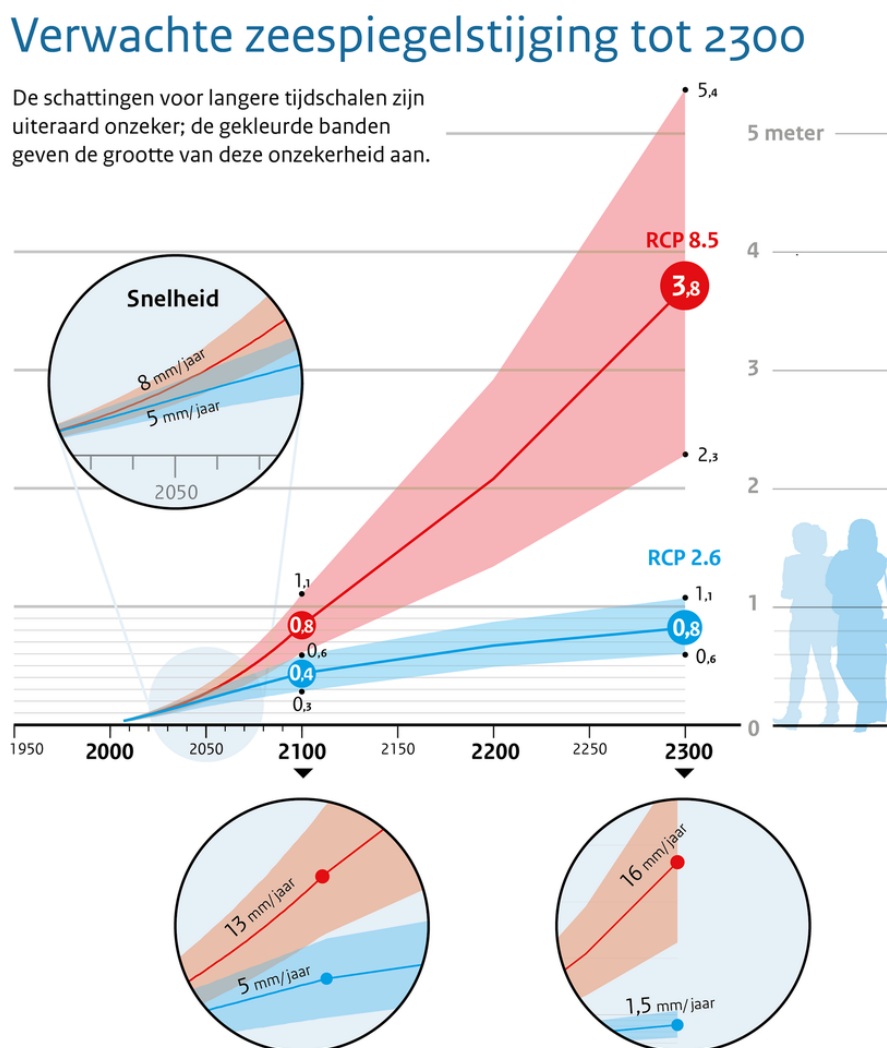 Verwachte zeespiegelstijging tot 2300
De schattingen voor langere tijdschalen zijn
uiteraard onzeker; de gekleurde banden
geven de grootte van deze onzekerheid aan.
5,4
5 meter
RCP 8.5
4
3,8
Snelheid
8 mm/jaar
5 mm/jaar
2050
3
2,3
2
RCP 2.6
1,1
1,1
1
0,8
0,8
0,6
0,6
0,4
0,3
0
1950
2000
2050
2100
2150
2200
2250
2300
13 mm/jaar
5 mm/jaar
16 mm/jaar
1,5 mm/jaar